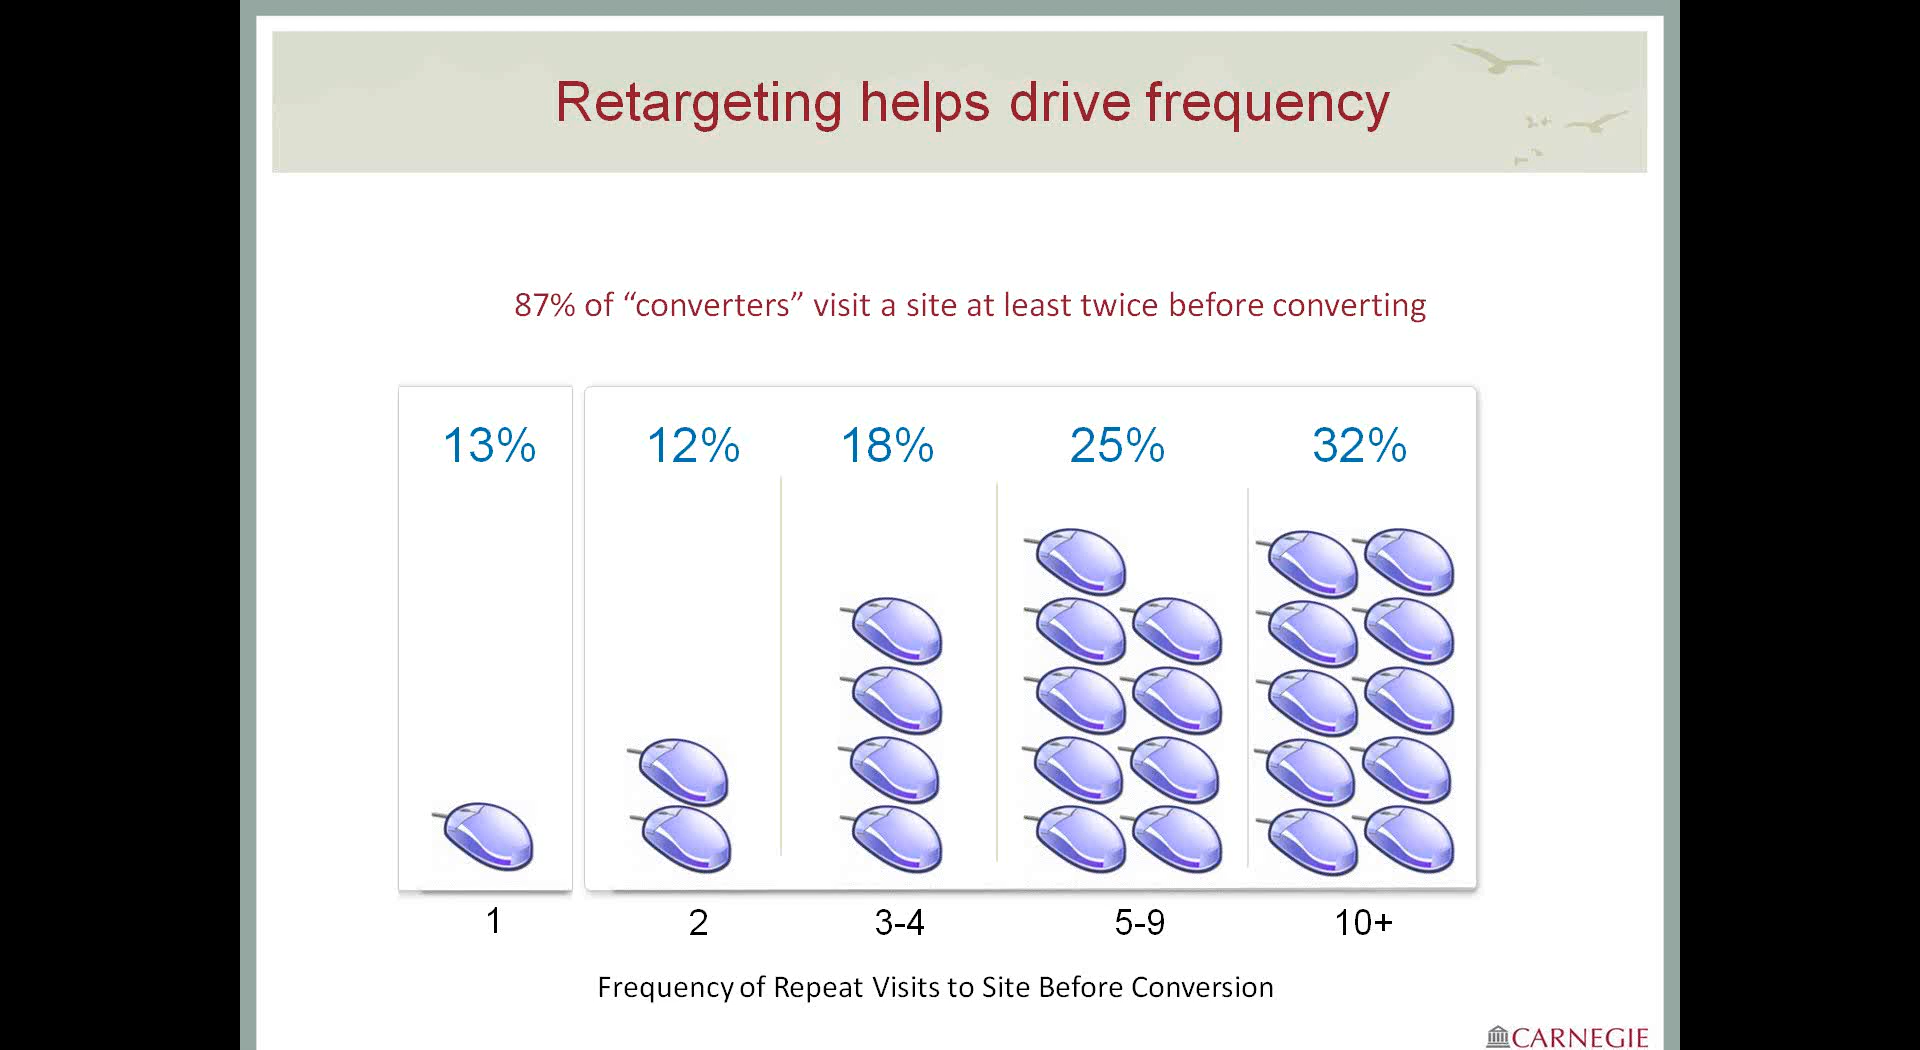 Retargeting helps drive frequency
87% of “converters” visit a site at least twice before converting
13% 12% 18% 25% 32%
1 2 3-4 5-9 10+
Frequency of Repeat Visits to Site Before Conversion
CARNEGIE